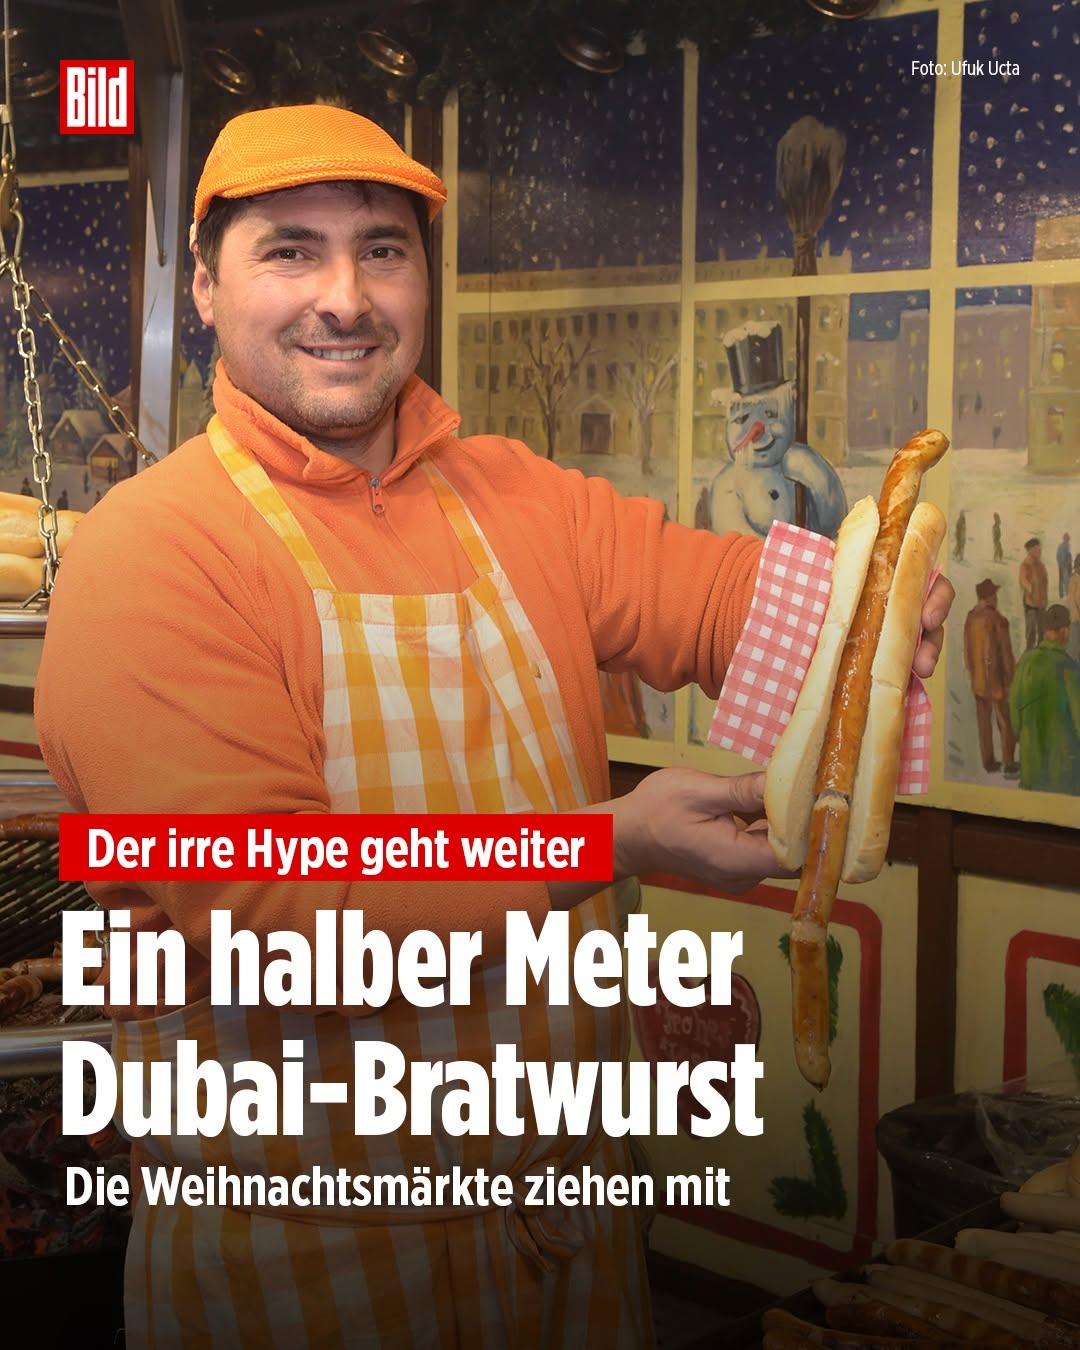 Bild
Foto: Ufuk Ucta
Der irre Hype geht weiter
Ein halber Meter
Dubai-Bratwurst
Die Weihnachtsmärkte ziehen mit